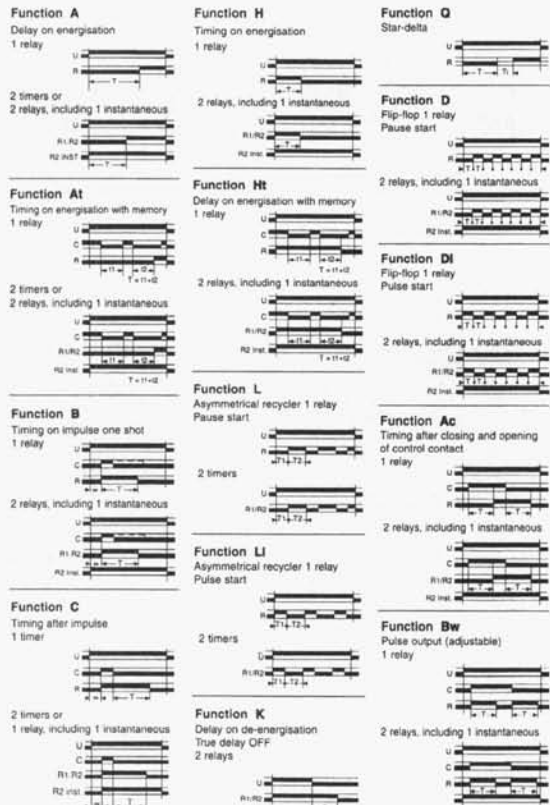 Function A
Delay on energisation
1 relay
U
R
T
2 timers or
2 relays, including 1 instantaneous
U
R1/R2
R2 INST
T
Function At
Timing on energisation with memory
1 relay
U
C
R
t1 t2
T = t1+t2
2 timers or
2 relays, including 1 instantaneous
U
C
R1/R2
t1 t2
R2 Inst.
T = t1+t2
Function B
Timing on impulse one shot
1 relay
U
C
R
T
2 relays, including 1 instantaneous
U
C
R1/R2
T
R2 Inst.
Function C
Timing after impulse
1 timer
U
C
R
T
2 timers or
1 relay, including 1 instantaneous
U
C
R1/R2
R2 inst.
T
Function H
Timing on energisation
1 relay
U
R
T
2 relays, including 1 instantaneous
U
R1/R2
T
R2 Inst.
Function Ht
Delay on energisation with memory
1 relay
U
C
R
t1 t2
T = t1+t2
2 relays, including 1 instantaneous
U
C
R1/R2
t1 t2
R2 Inst.
T = t1+t2
Function L
Asymmetrical recycler 1 relay
Pause start
U
R
T1 T2
2 timers
U
R1/R2
T1 T2
Function LI
Asymmetrical recycler 1 relay
Pulse start
U
R
T1 T2
2 timers
U
R1/R2
T1 T2
Function K
Delay on de-energisation
True delay OFF
2 relays
U
R1/R2
Function Q
Star-delta
U
R
T Ti
Function D
Flip-flop 1 relay
Pause start
U
R
T T
2 relays, including 1 instantaneous
U
R1/R2
T T
R2 Inst.
Function DI
Flip-flop 1 relay
Pulse start
U
R
T T
2 relays, including 1 instantaneous
U
R1/R2
T T
R2 Inst.
Function Ac
Timing after closing and opening
of control contact
1 relay
U
C
R
T T
2 relays, including 1 instantaneous
U
C
R1/R2
T T
R2 Inst.
Function Bw
Pulse output (adjustable)
1 relay
U
C
R
T T
2 relays, including 1 instantaneous
U
C
R1/R2
T T
R2 Inst.